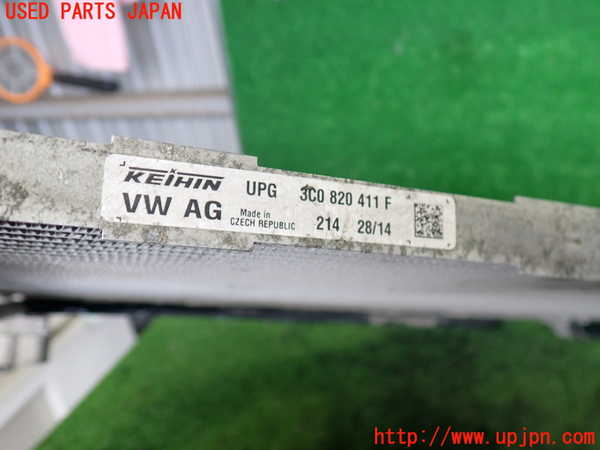 USED PARTS JAPAN
KEIHIN UPG 3C0 820 411 F
VW AG Made in CZECH REPUBLIC 214 28/14
http://www.upjpn.com/